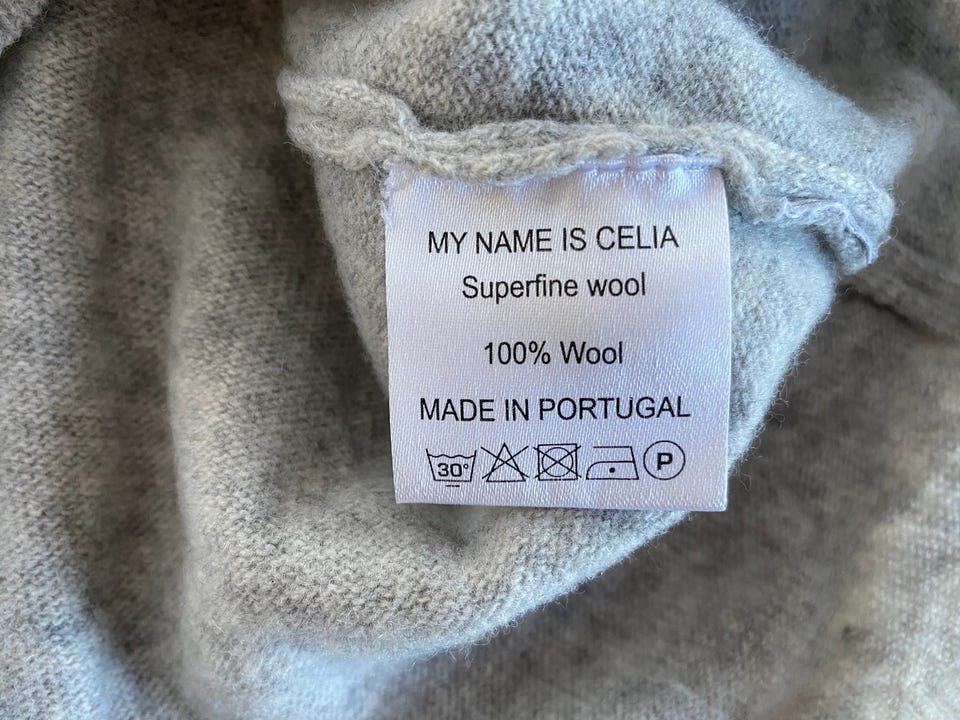 MY NAME IS CELIA
Superfine wool
100% Wool
MADE IN PORTUGAL
30° P